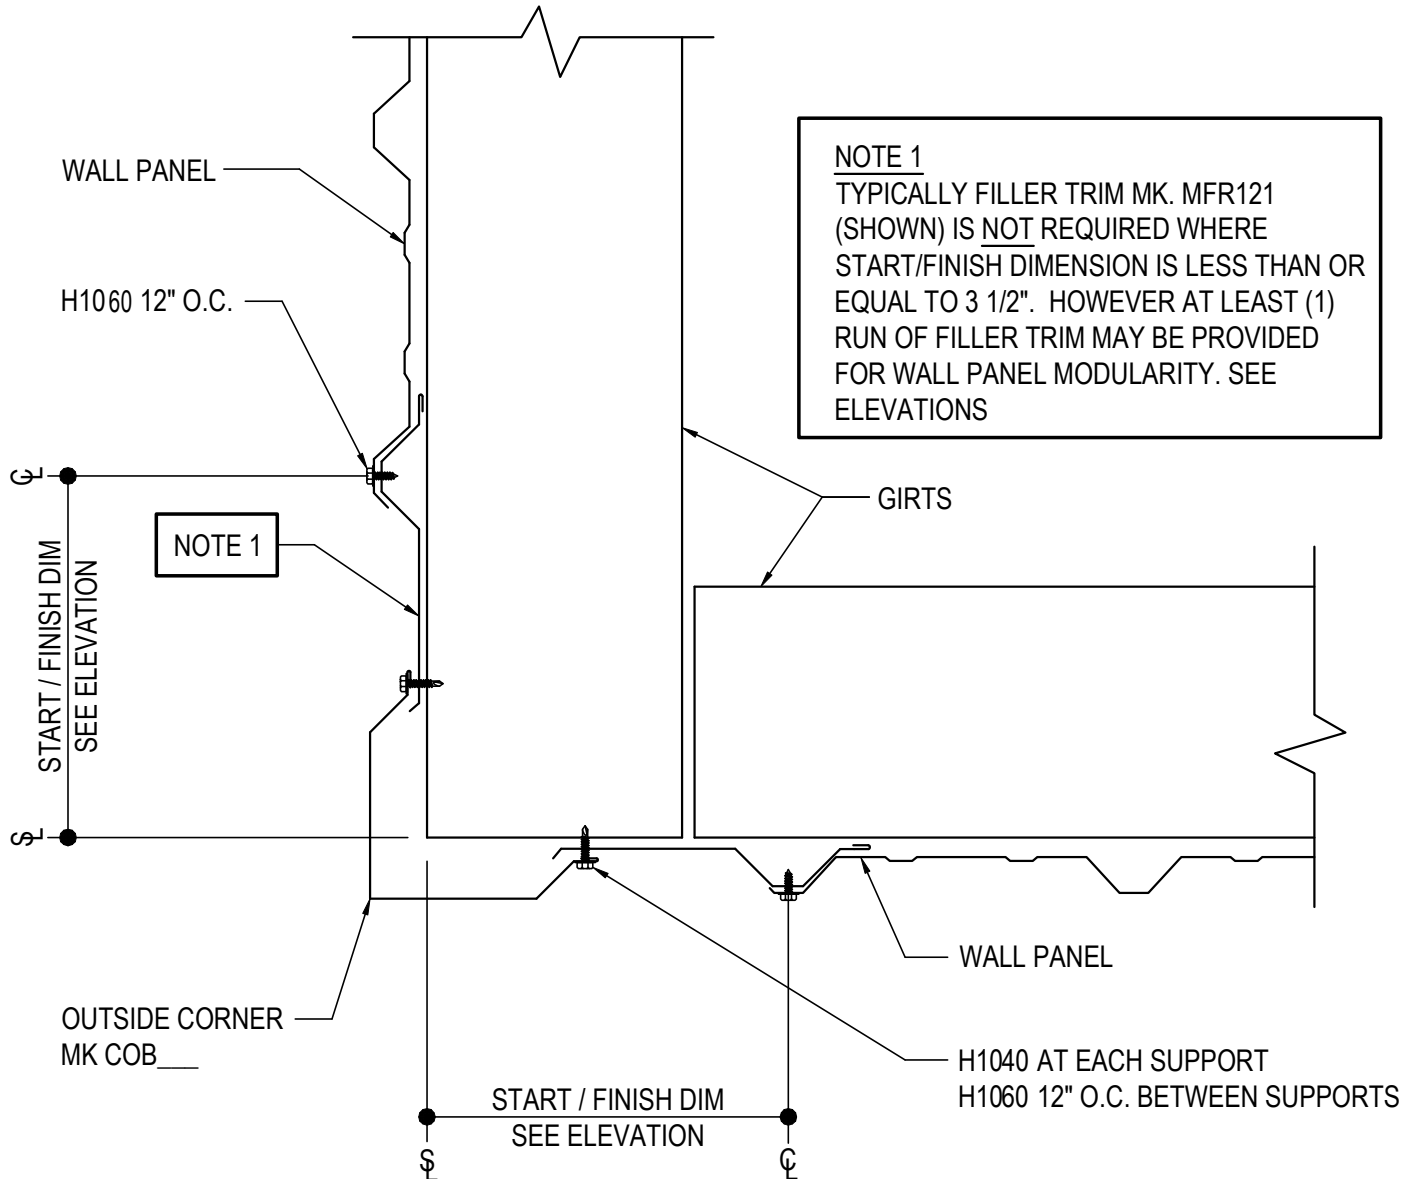 WALL PANEL
H1060 12" O.C.
NOTE 1
TYPICALLY FILLER TRIM MK. MFR121
(SHOWN) IS NOT REQUIRED WHERE
START/FINISH DIMENSION IS LESS THAN OR
EQUAL TO 3 1/2". HOWEVER AT LEAST (1)
RUN OF FILLER TRIM MAY BE PROVIDED
FOR WALL PANEL MODULARITY. SEE
ELEVATIONS
GIRTS
℄
NOTE 1
START / FINISH DIM
SEE ELEVATION
SL
WALL PANEL
OUTSIDE CORNER
MK COB___
H1040 AT EACH SUPPORT
H1060 12" O.C. BETWEEN SUPPORTS
START / FINISH DIM
SEE ELEVATION
SL
℄